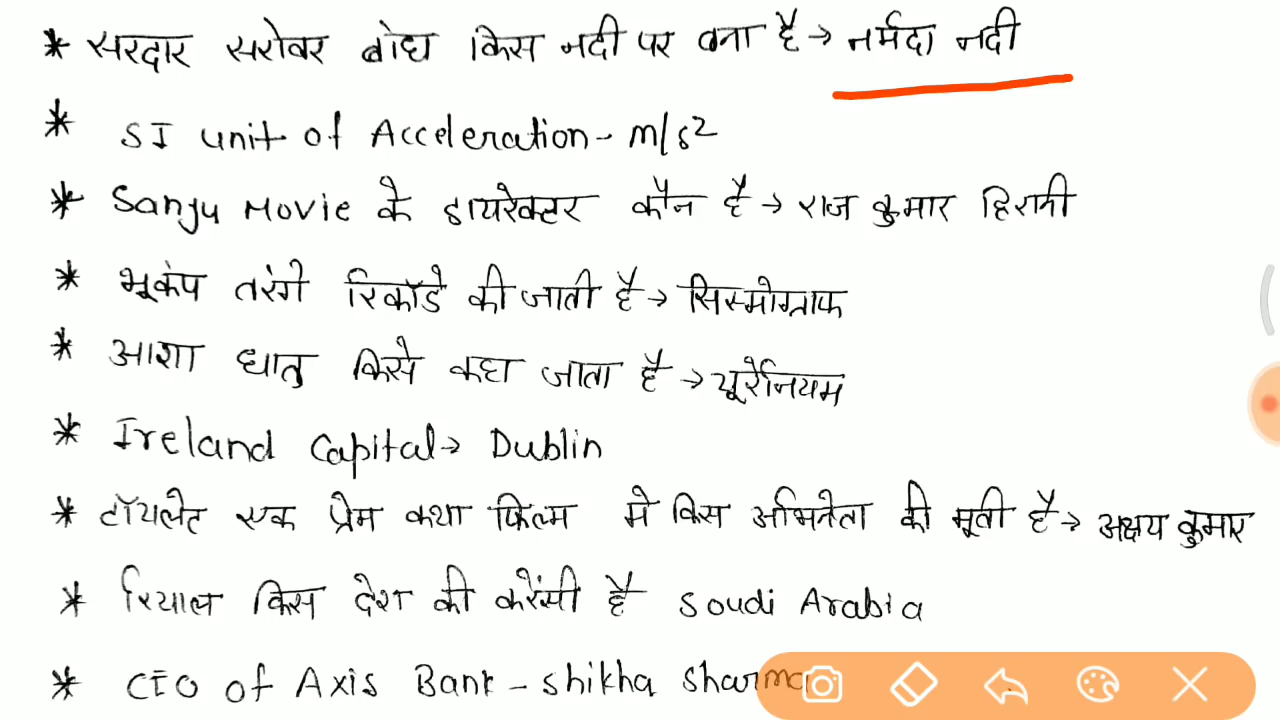 * सरदार सरोवर बांध किस नदी पर बना है → नर्मदा नदी
* SI unit of Acceleration - m/s²
* Sanju Movie के डायरेक्टर कौन है → राज कुमार हिरानी
* भूकंप तरंगे रिकॉर्ड की जाती है → सिस्मोग्राफ
* आशा धातु किसे कहा जाता है → यूरेनियम
* Ireland Capital → Dublin
* टॉयलेट एक प्रेम कथा फिल्म मे किस अभिनेता की मूवी है → अक्षय कुमार
* रियाल किस देश की करेंसी है Soudi Arabia
* CEO of Axis Bank - Shikha Sharma